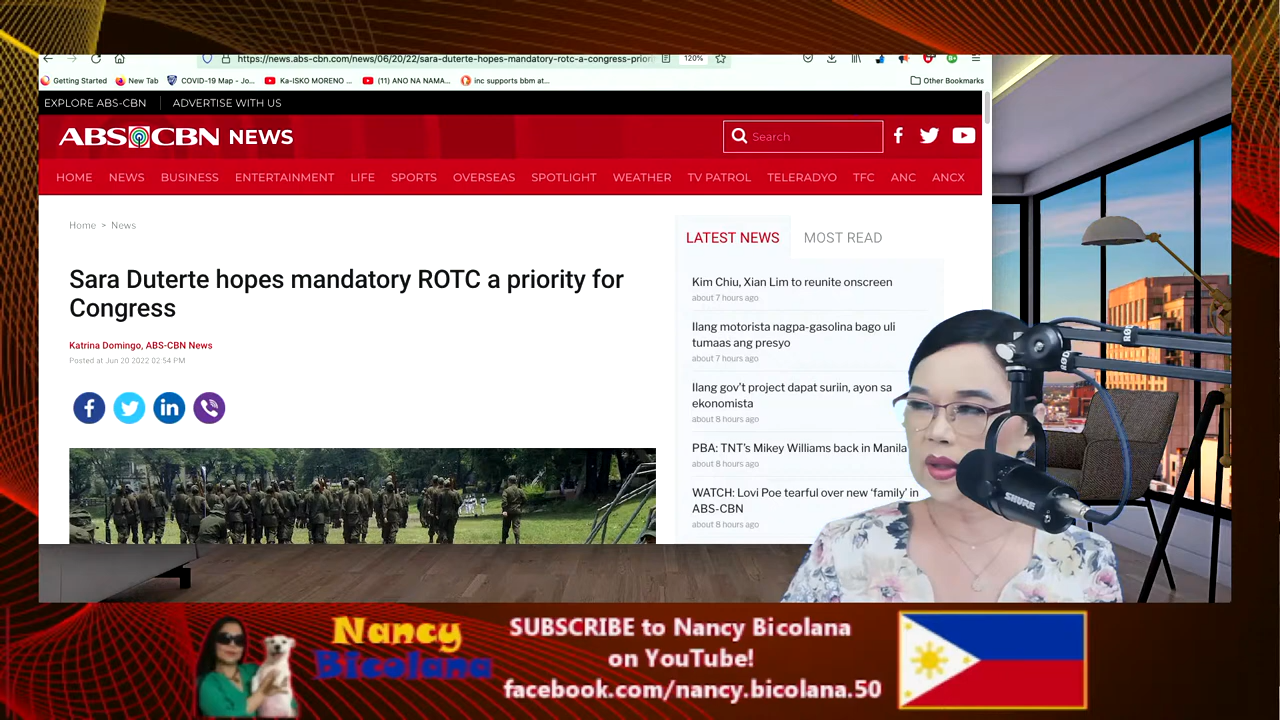 https://news.abs-cbn.com/news/06/20/22/sara-duterte-hopes-mandatory-rotc-a-congress-priori
120%
Getting Started
New Tab
COVID-19 Map - Jo...
Ka-ISKO MORENO ...
(11) ANO NA NAMA...
inc supports bbm at...
Other Bookmarks
EXPLORE ABS-CBN
ADVERTISE WITH US
ABS CBN NEWS
Search
HOME NEWS BUSINESS ENTERTAINMENT LIFE SPORTS OVERSEAS SPOTLIGHT WEATHER TV PATROL TELERADYO TFC ANC ANCX
Home > News
Sara Duterte hopes mandatory ROTC a priority for
Congress
Katrina Domingo, ABS-CBN News
Posted at Jun 20 2022 02:54 PM
LATEST NEWS
MOST READ
Kim Chiu, Xian Lim to reunite onscreen
about 7 hours ago
Ilang motorista nagpa-gasolina bago uli
tumaas ang presyo
about 7 hours ago
Ilang gov't project dapat suriin, ayon sa
ekonomista
about 8 hours ago
PBA: TNT's Mikey Williams back in Manila
about 8 hours ago
WATCH: Lovi Poe tearful over new 'family' in
ABS-CBN
about 8 hours ago
RØDE
SHURE
Nancy
Bicolana
SUBSCRIBE to Nancy Bicolana
on YouTube!
facebook.com/nancy.bicolana.50